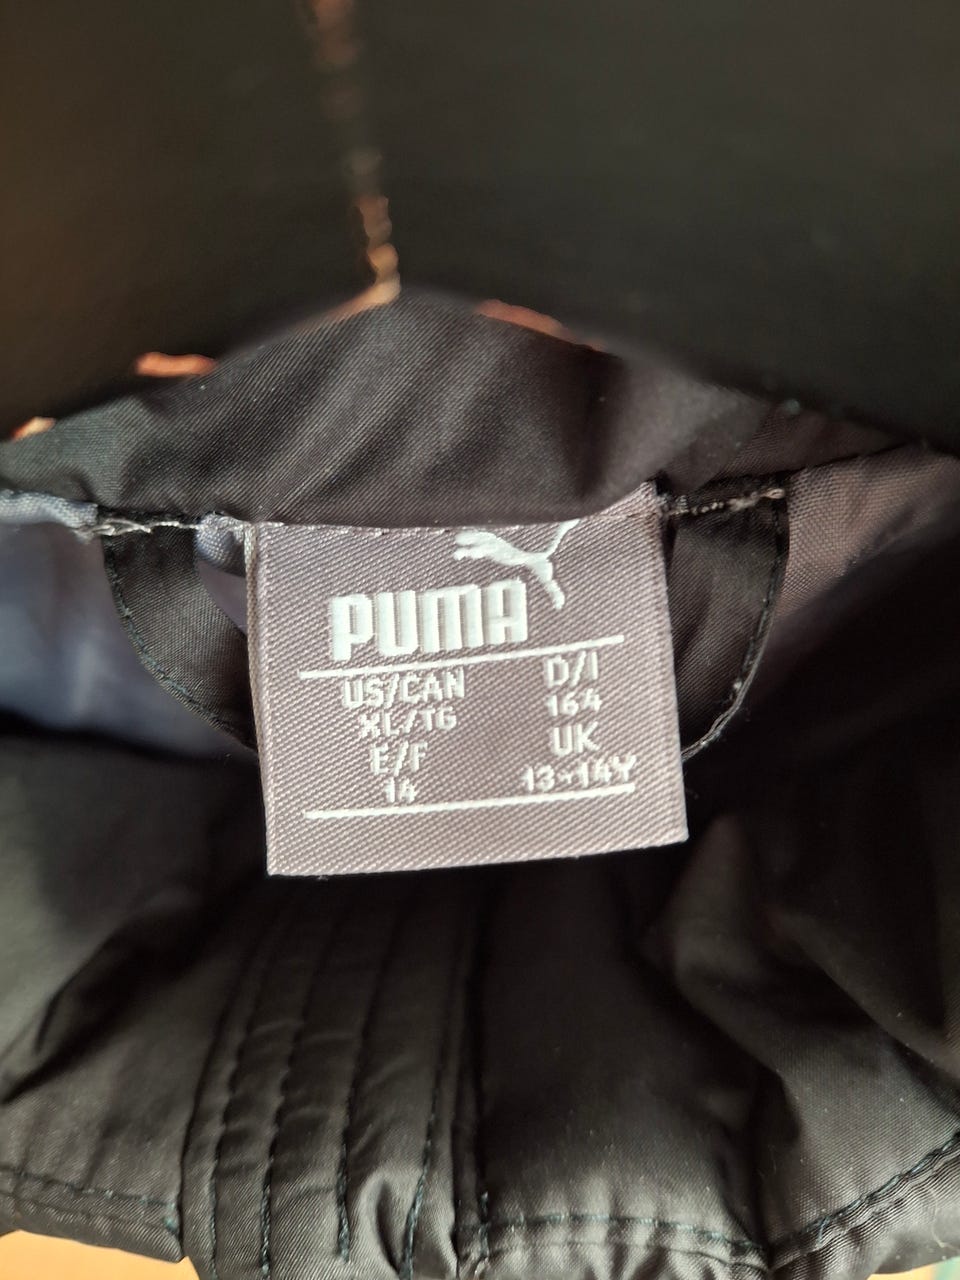 PUMA
US/CAN D/I
XL/TG 164
E/F UK
14 13-14Y